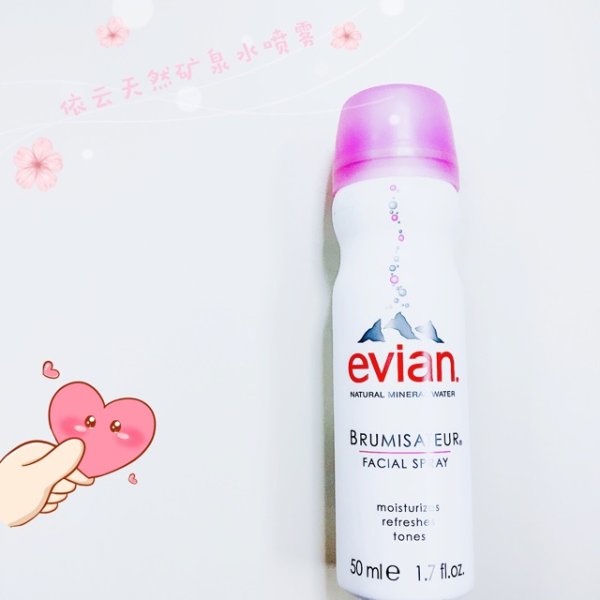 依云天然矿泉水喷雾
evian.
NATURAL MINERAL WATER
BRUMISATEUR®
FACIAL SPRAY
moisturizes
refreshes
tones
50 ml e 1.7 fl.oz.